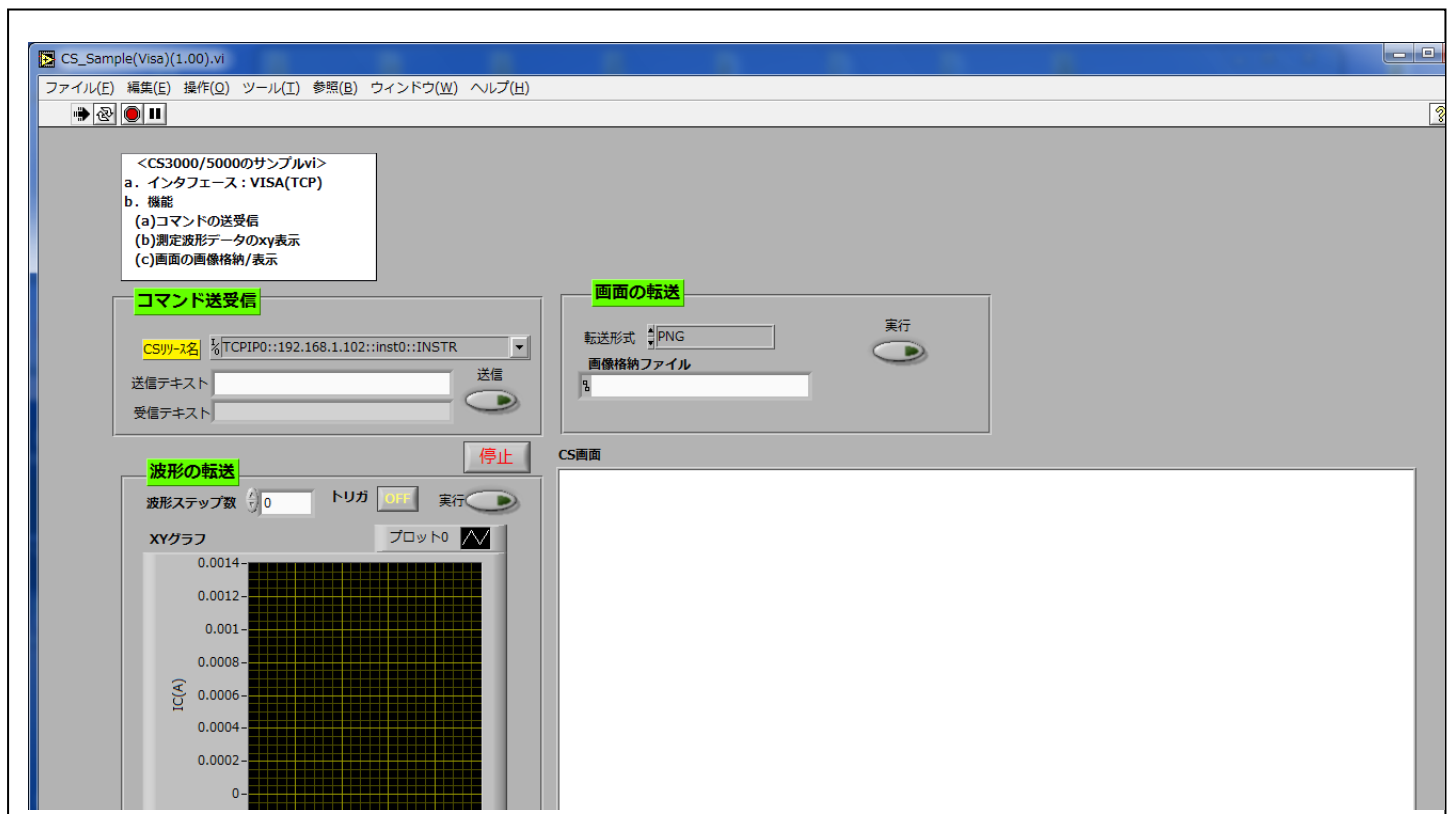 CS_Sample(Visa)(1.00).vi
ファイル(F) 編集(E) 操作(O) ツール(T) 参照(B) ウィンドウ(W) ヘルプ(H)
<CS3000/5000のサンプルvi>
a. インタフェース：VISA(TCP)
b. 機能
(a)コマンドの送受信
(b)測定波形データのxy表示
(c)画面の画像格納/表示
コマンド送受信
CSリリース名 TCPIP0::192.168.1.102::inst0::INSTR
送信テキスト
送信
受信テキスト
画面の転送
転送形式 PNG
実行
画像格納ファイル
停止
CS画面
波形の転送
波形ステップ数 0 トリガ OFF 実行
XYグラフ プロット0
0.0014
0.0012
0.001
0.0008
0.0006
0.0004
0.0002
0
IC(A)